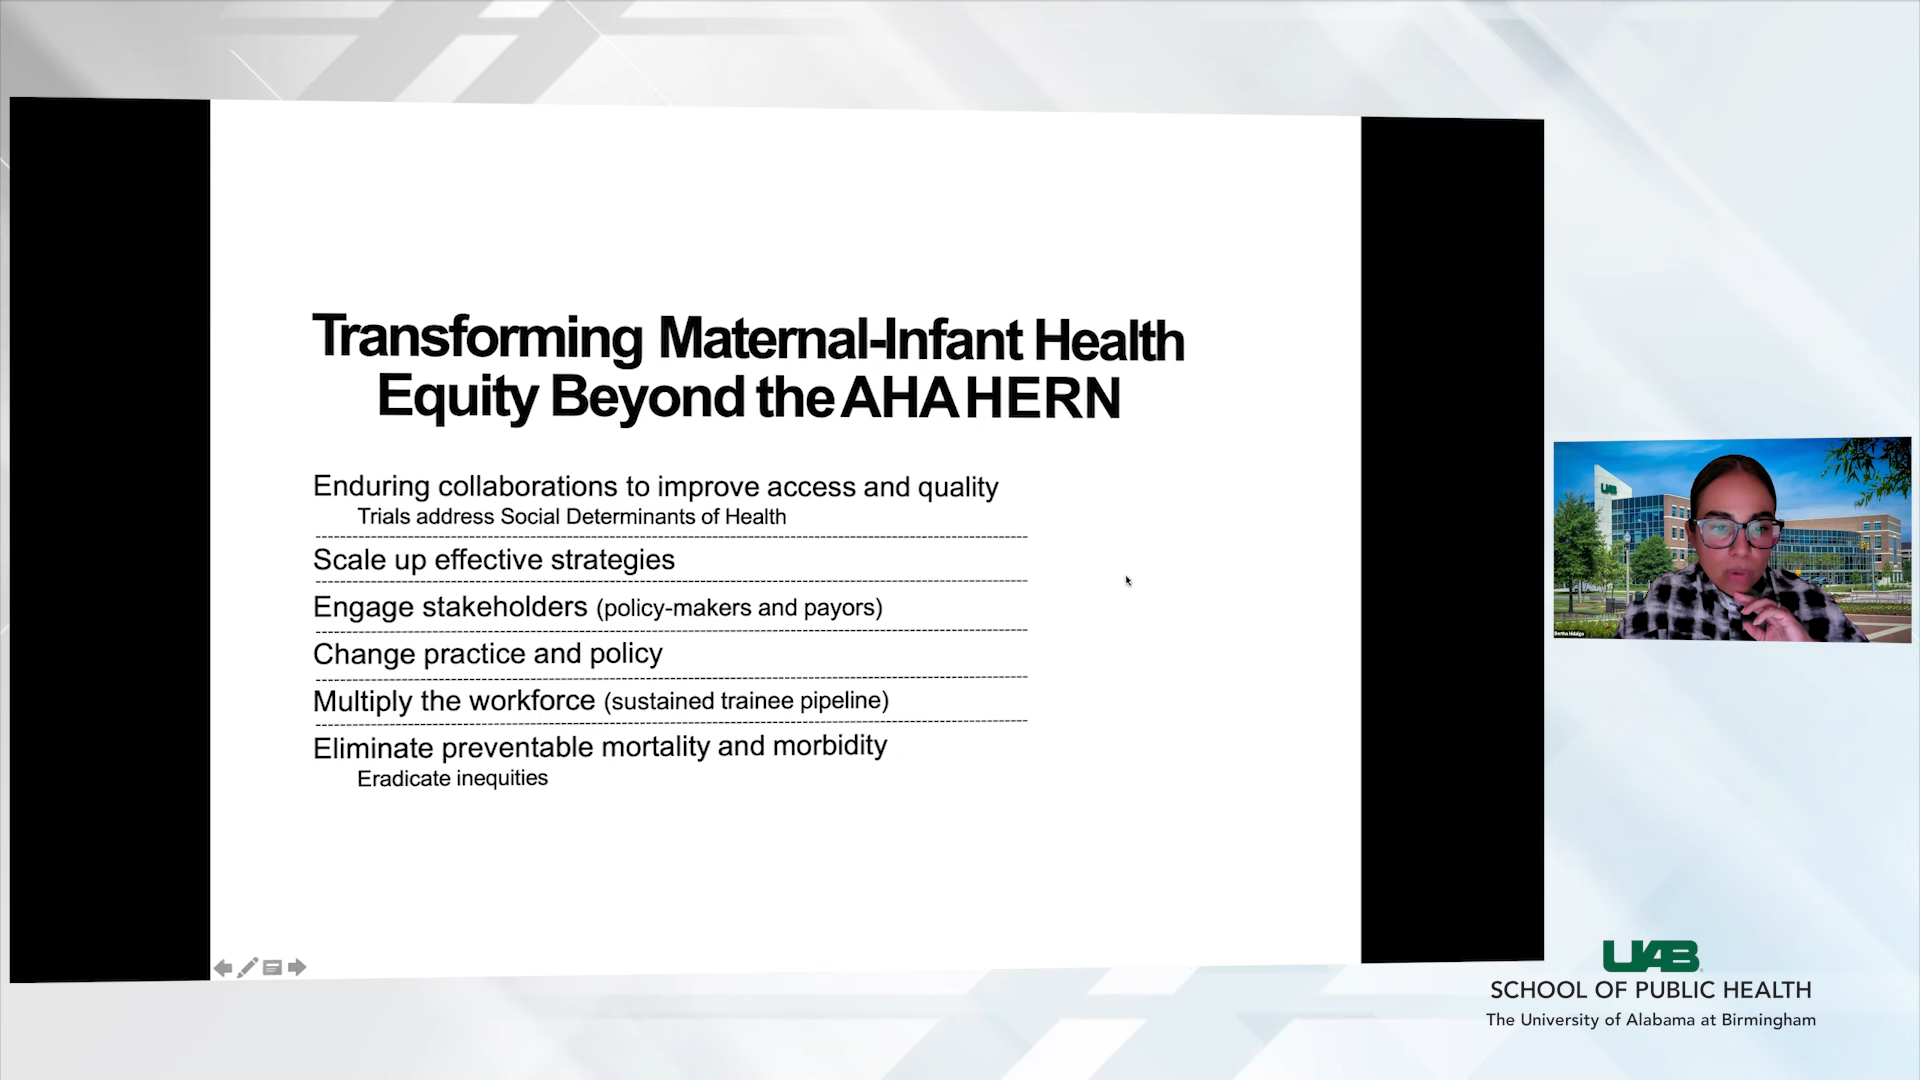 Transforming Maternal-Infant Health
Equity Beyond the AHA HERN
Enduring collaborations to improve access and quality
Trials address Social Determinants of Health
Scale up effective strategies
Engage stakeholders (policy-makers and payors)
Change practice and policy
Multiply the workforce (sustained trainee pipeline)
Eliminate preventable mortality and morbidity
Eradicate inequities
UAB
Bertha Hidalgo
UAB
SCHOOL OF PUBLIC HEALTH
The University of Alabama at Birmingham